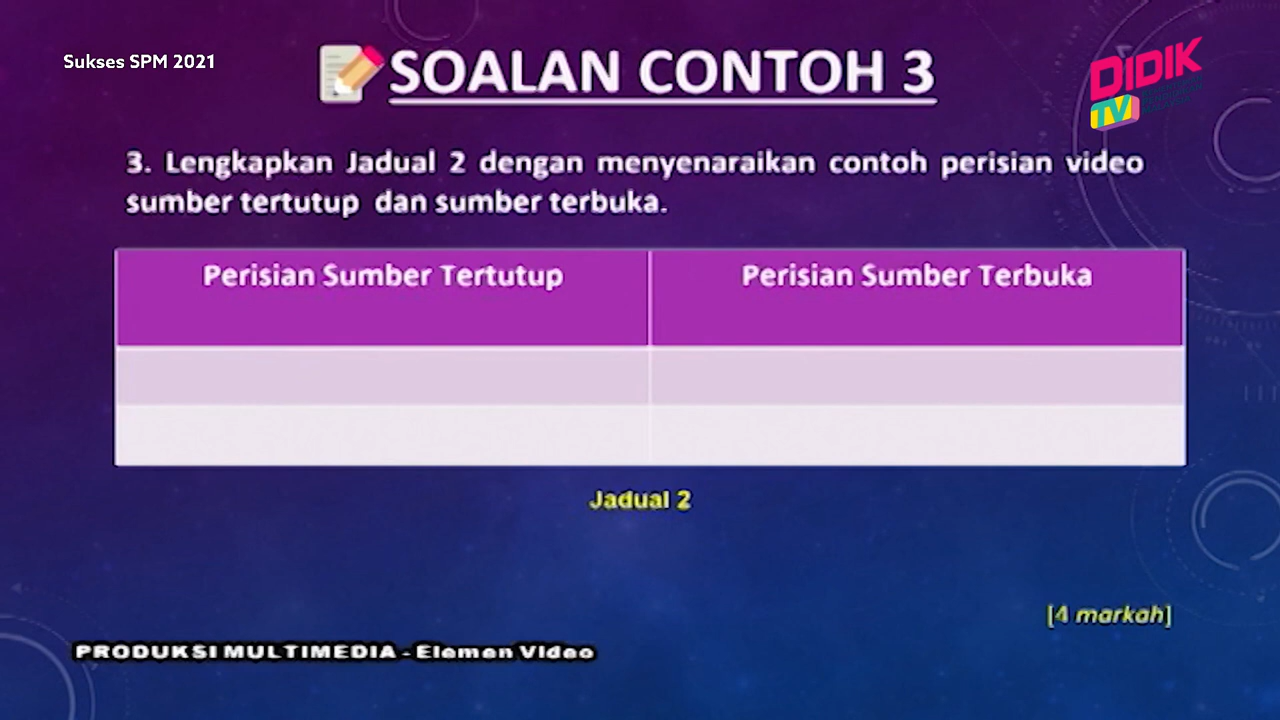 Sukses SPM 2021
SOALAN CONTOH 3
DIDIK
TV
3. Lengkapkan Jadual 2 dengan menyenaraikan contoh perisian video
sumber tertutup dan sumber terbuka.
Perisian Sumber Tertutup
Perisian Sumber Terbuka
Jadual 2
[4 markah]
PRODUKSI MULTIMEDIA - Elemen Video